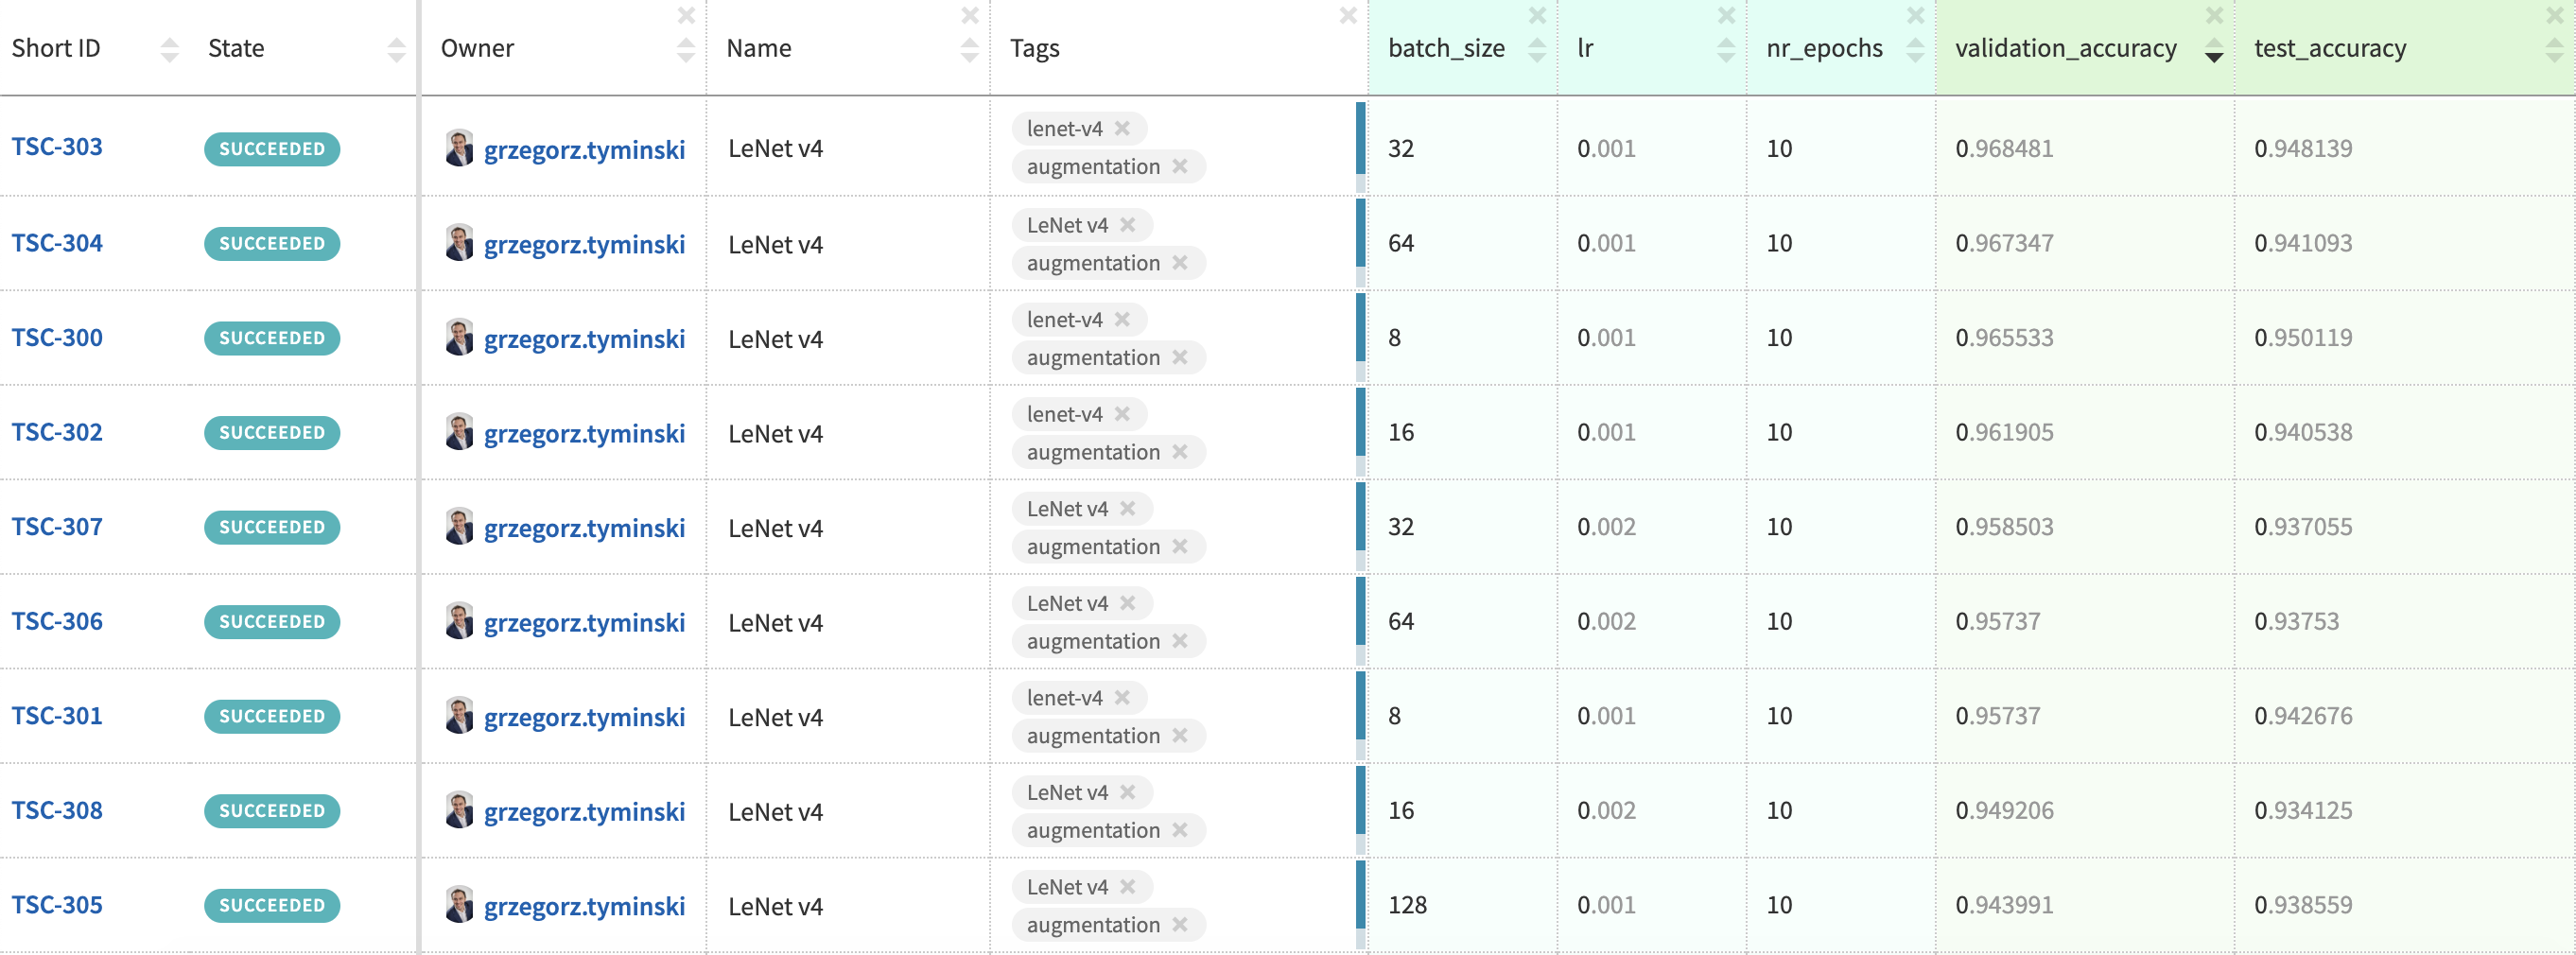 Short ID State Owner Name Tags batch_size lr nr_epochs validation_accuracy test_accuracy
TSC-303 SUCCEEDED grzegorz.tyminski LeNet v4 lenet-v4 augmentation 32 0.001 10 0.968481 0.948139
TSC-304 SUCCEEDED grzegorz.tyminski LeNet v4 LeNet v4 augmentation 64 0.001 10 0.967347 0.941093
TSC-300 SUCCEEDED grzegorz.tyminski LeNet v4 lenet-v4 augmentation 8 0.001 10 0.965533 0.950119
TSC-302 SUCCEEDED grzegorz.tyminski LeNet v4 lenet-v4 augmentation 16 0.001 10 0.961905 0.940538
TSC-307 SUCCEEDED grzegorz.tyminski LeNet v4 LeNet v4 augmentation 32 0.002 10 0.958503 0.937055
TSC-306 SUCCEEDED grzegorz.tyminski LeNet v4 LeNet v4 augmentation 64 0.002 10 0.95737 0.93753
TSC-301 SUCCEEDED grzegorz.tyminski LeNet v4 lenet-v4 augmentation 8 0.001 10 0.95737 0.942676
TSC-308 SUCCEEDED grzegorz.tyminski LeNet v4 LeNet v4 augmentation 16 0.002 10 0.949206 0.934125
TSC-305 SUCCEEDED grzegorz.tyminski LeNet v4 LeNet v4 augmentation 128 0.001 10 0.943991 0.938559